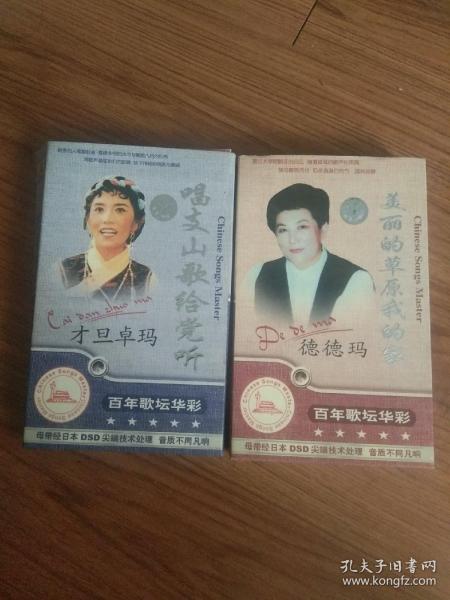 唱支山歌给党听
Chinese Songs Master
Cai dan zhuo ma
才旦卓玛
百年歌坛华彩
母带经日本DSD尖端技术处理 音质不同凡响
美丽的草原我的家
Chinese Songs Master
De de ma
德德玛
百年歌坛华彩
母带经日本DSD尖端技术处理 音质不同凡响
孔夫子旧书网
www.kongfz.com